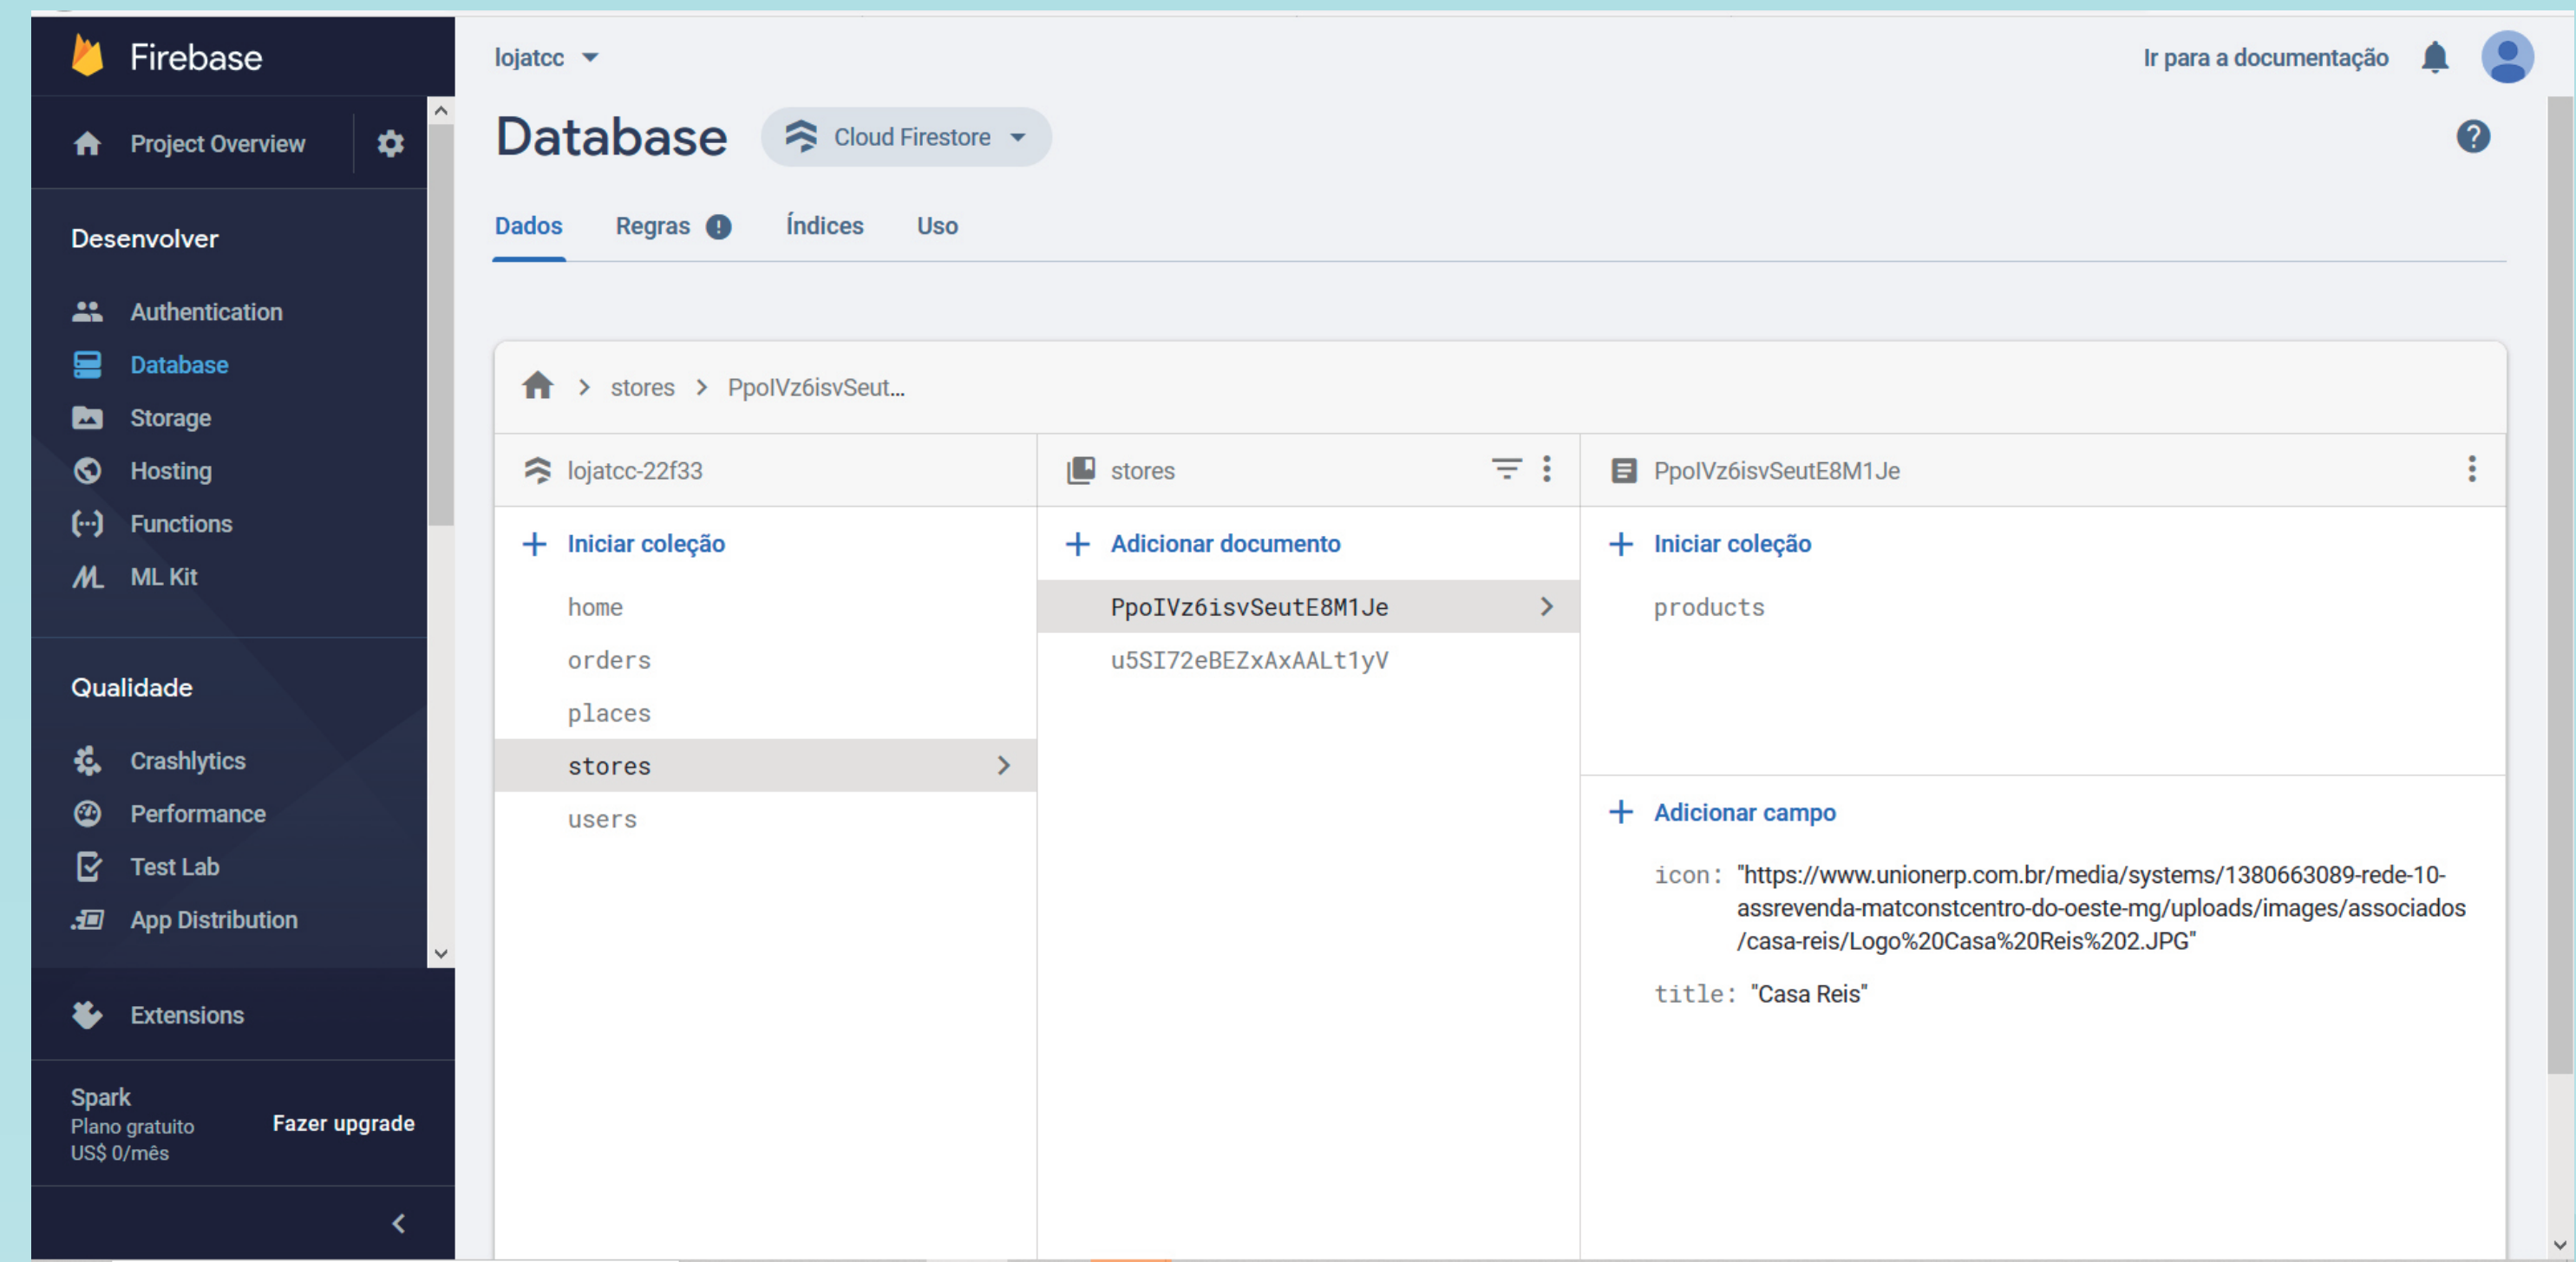 Firebase
lojatcc
Ir para a documentação
Project Overview
Database
Cloud Firestore
Dados
Regras
Índices
Uso
Desenvolver
Authentication
Database
Storage
Hosting
Functions
ML Kit
Qualidade
Crashlytics
Performance
Test Lab
App Distribution
Extensions
Spark
Plano gratuito
US$ 0/mês
Fazer upgrade
stores
PpoIVz6isvSeut...
lojatcc-22f33
Iniciar coleção
home
orders
places
stores
users
stores
Adicionar documento
PpoIVz6isvSeutE8M1Je
u5SI72eBEZxAxAALt1yV
PpoIVz6isvSeutE8M1Je
Iniciar coleção
products
Adicionar campo
icon: "https://www.unionerp.com.br/media/systems/1380663089-rede-10-
assrevenda-matconstcentro-do-oeste-mg/uploads/images/associados
/casa-reis/Logo%20Casa%20Reis%202.JPG"
title: "Casa Reis"